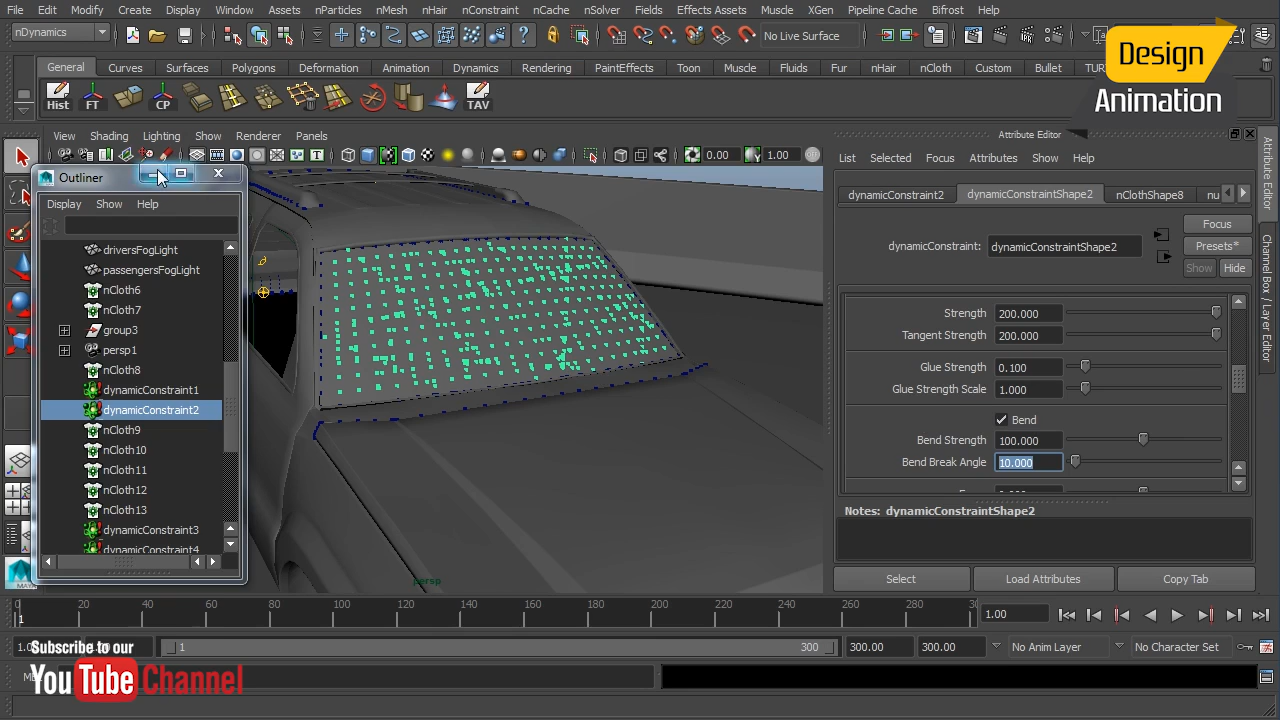 File Edit Modify Create Display Window Assets nParticles nMesh nHair nConstraint nCache nSolver Fields Effects Assets Muscle XGen Pipeline Cache Bifrost Help
nDynamics
No Live Surface
Design
Animation
General Curves Surfaces Polygons Deformation Animation Dynamics Rendering PaintEffects Toon Muscle Fluids Fur nHair nCloth Custom Bullet TUR
Hist FT CP TAV
View Shading Lighting Show Renderer Panels
0.00 1.00
Outliner
Display Show Help
driversFogLight
passengersFogLight
nCloth6
nCloth7
group3
persp1
nCloth8
dynamicConstraint1
dynamicConstraint2
nCloth9
nCloth10
nCloth11
nCloth12
nCloth13
dynamicConstraint3
dynamicConstraint4
persp
Attribute Editor
List Selected Focus Attributes Show Help
dynamicConstraint2 dynamicConstraintShape2 nClothShape8 nu
Focus
dynamicConstraint: dynamicConstraintShape2
Presets*
Show Hide
Strength 200.000
Tangent Strength 200.000
Glue Strength 0.100
Glue Strength Scale 1.000
Bend
Bend Strength 100.000
Bend Break Angle 10.000
Notes: dynamicConstraintShape2
Select Load Attributes Copy Tab
Attribute Editor
Channel Box / Layer Editor
1 20 40 60 80 100 120 140 160 180 200 220 240 260 280 30
1.00
1 300
300.00 300.00 No Anim Layer No Character Set
Subscribe to our
YouTube Channel